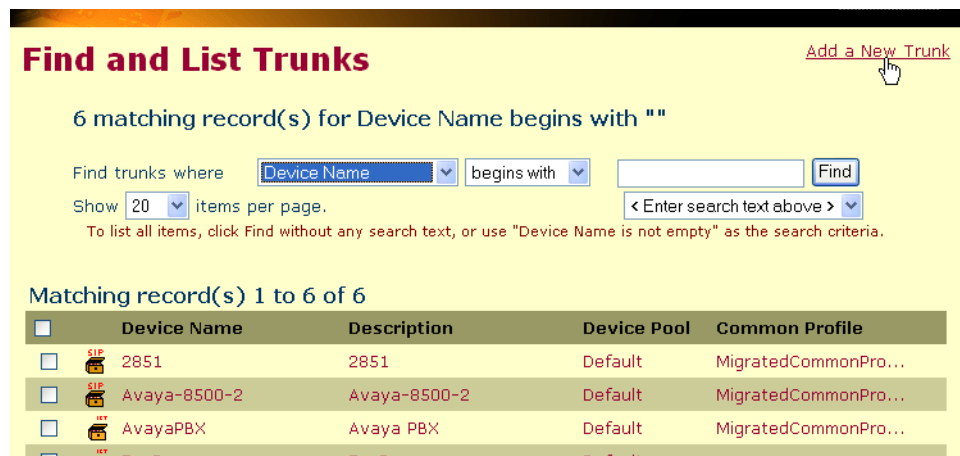 Find and List Trunks
Add a New Trunk
6 matching record(s) for Device Name begins with ""
Find trunks where Device Name begins with Find
Show 20 items per page. < Enter search text above >
To list all items, click Find without any search text, or use "Device Name is not empty" as the search criteria.
Matching record(s) 1 to 6 of 6
Device Name Description Device Pool Common Profile
SIP 2851 2851 Default MigratedCommonPro...
SIP Avaya-8500-2 Avaya-8500-2 Default MigratedCommonPro...
IET AvayaPBX Avaya PBX Default MigratedCommonPro...
IET